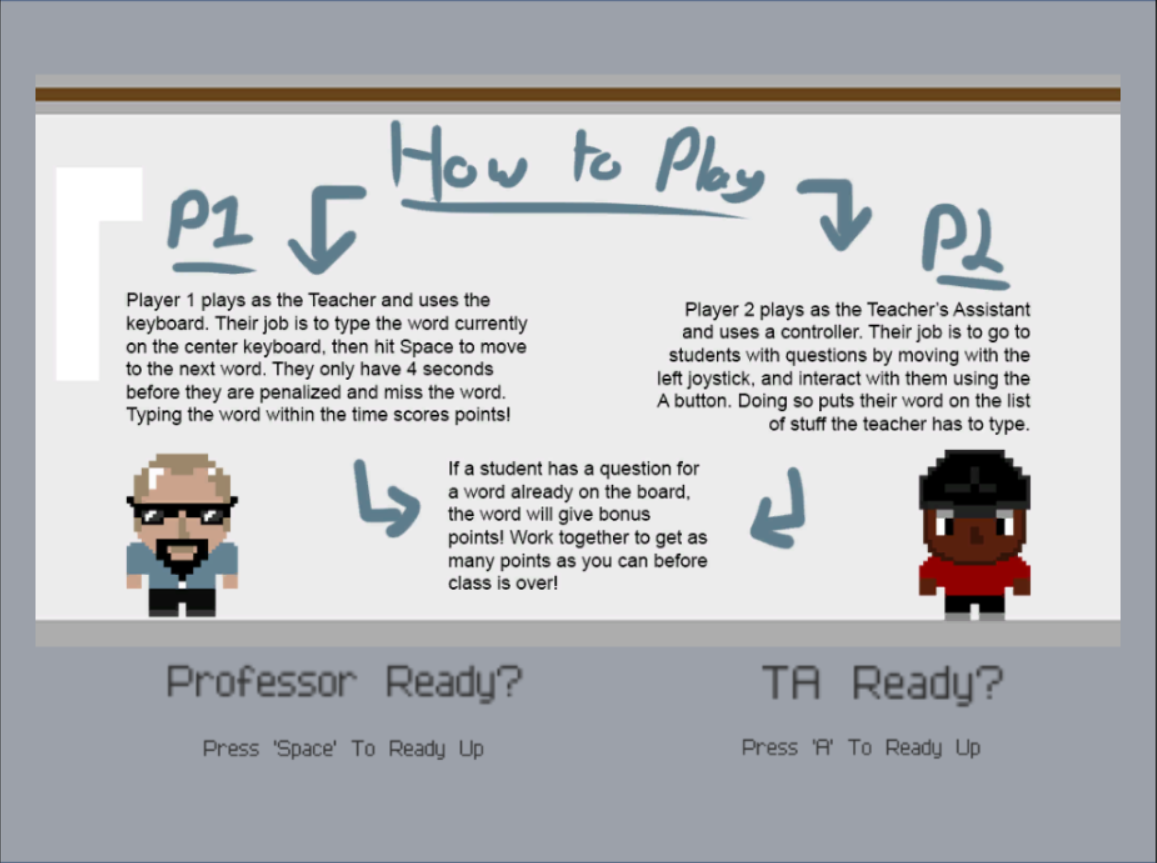 How to Play
P1
P2
Player 1 plays as the Teacher and uses the
keyboard. Their job is to type the word currently
on the center keyboard, then hit Space to move
to the next word. They only have 4 seconds
before they are penalized and miss the word.
Typing the word within the time scores points!
Player 2 plays as the Teacher's Assistant
and uses a controller. Their job is to go to
students with questions by moving with the
left joystick, and interact with them using the
A button. Doing so puts their word on the list
of stuff the teacher has to type.
If a student has a question for
a word already on the board,
the word will give bonus
points! Work together to get as
many points as you can before
class is over!
Professor Ready?
TA Ready?
Press 'Space' To Ready Up
Press 'A' To Ready Up